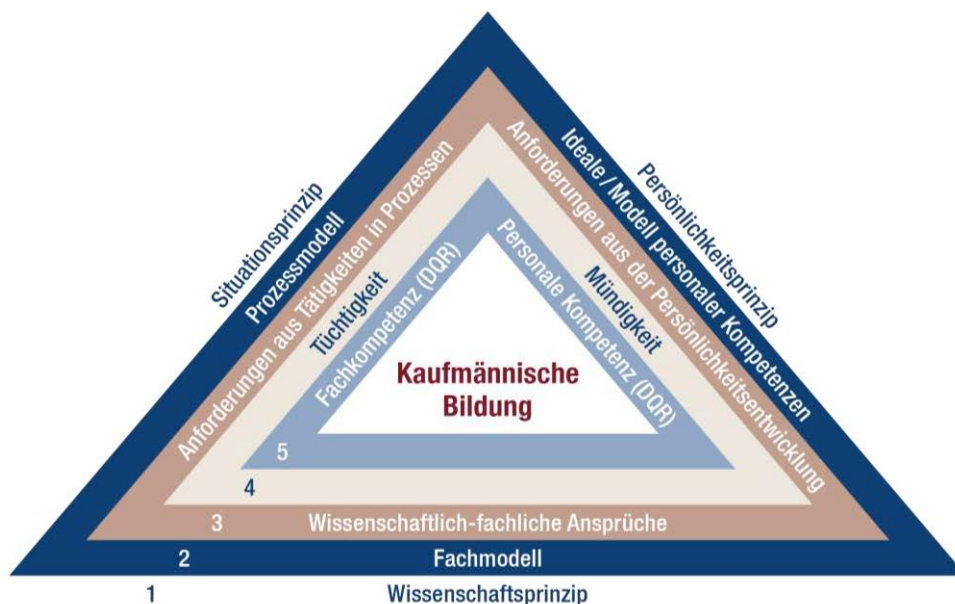 Situationsprinzip
Prozessmodell
Anforderungen aus Tätigkeiten in Prozessen
Tüchtigkeit
Fachkompetenz (DQR)
Persönlichkeitsprinzip
Ideale / Modell personaler Kompetenzen
Anforderungen aus der Persönlichkeitsentwicklung
Mündigkeit
Personale Kompetenz (DQR)
Kaufmännische
Bildung
5
4
3 Wissenschaftlich-fachliche Ansprüche
2 Fachmodell
1 Wissenschaftsprinzip